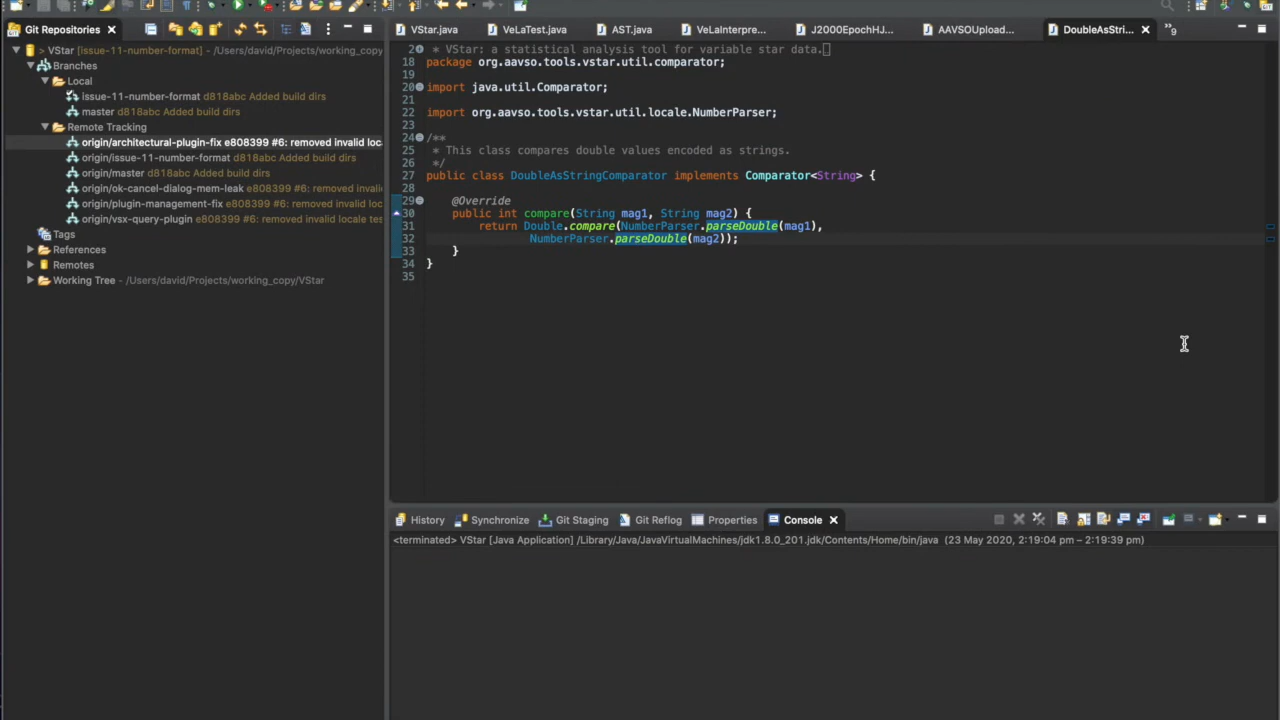 Git Repositories
> VStar [issue-11-number-format] - /Users/david/Projects/working_copy
Branches
Local
issue-11-number-format d818abc Added build dirs
master d818abc Added build dirs
Remote Tracking
origin/architectural-plugin-fix e808399 #6: removed invalid loc
origin/issue-11-number-format d818abc Added build dirs
origin/master d818abc Added build dirs
origin/ok-cancel-dialog-mem-leak e808399 #6: removed invali
origin/plugin-management-fix e808399 #6: removed invalid loc
origin/vsx-query-plugin e808399 #6: removed invalid locale tes
Tags
References
Remotes
Working Tree - /Users/david/Projects/working_copy/VStar
VStar.java VeLaTest.java AST.java VeLaInterpre... J2000EpochHJ... AAVSOUpload... DoubleAsStri... »9
2 * VStar: a statistical analysis tool for variable star data.
18 package org.aavso.tools.vstar.util.comparator;
19
20 import java.util.Comparator;
21
22 import org.aavso.tools.vstar.util.locale.NumberParser;
23
24 /**
25 * This class compares double values encoded as strings.
26 */
27 public class DoubleAsStringComparator implements Comparator<String> {
28
29 @Override
30 public int compare(String mag1, String mag2) {
31 return Double.compare(NumberParser.parseDouble(mag1),
32 NumberParser.parseDouble(mag2));
33 }
34 }
35
History Synchronize Git Staging Git Reflog Properties Console
<terminated> VStar [Java Application] /Library/Java/JavaVirtualMachines/jdk1.8.0_201.jdk/Contents/Home/bin/java (23 May 2020, 2:19:04 pm – 2:19:39 pm)